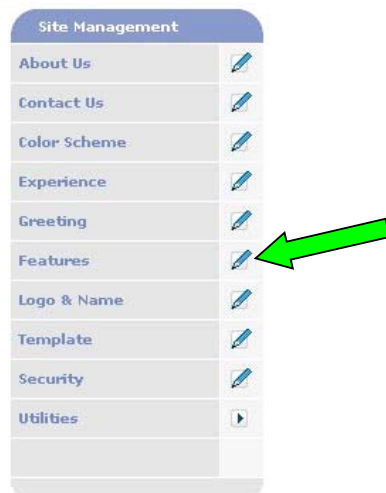 Site Management
About Us
Contact Us
Color Scheme
Experience
Greeting
Features
Logo & Name
Template
Security
Utilities